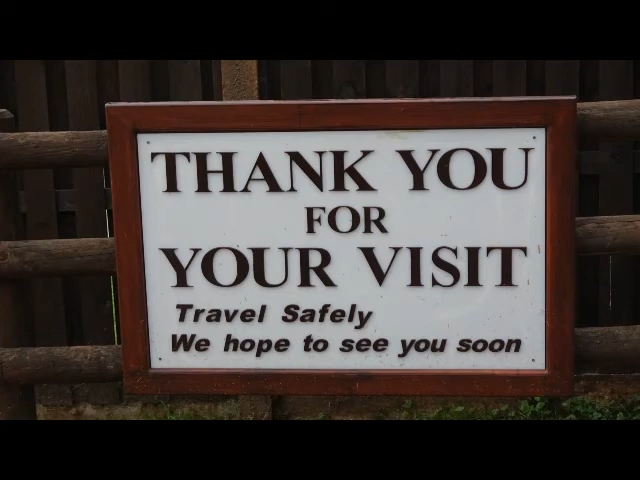 THANK YOU
FOR
YOUR VISIT
Travel Safely
We hope to see you soon